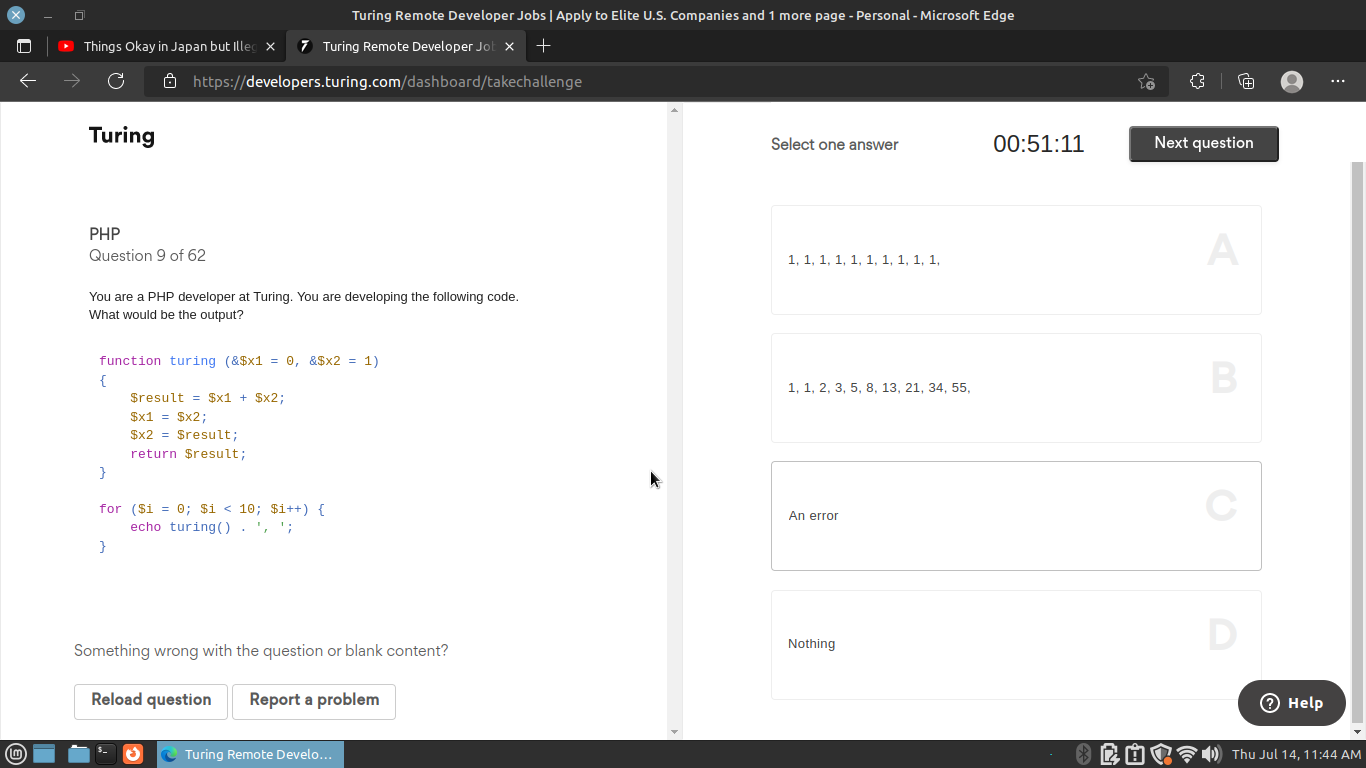 Turing Remote Developer Jobs | Apply to Elite U.S. Companies and 1 more page - Personal - Microsoft Edge
Things Okay in Japan but Illeg
Turing Remote Developer Jo
https://developers.turing.com/dashboard/takechallenge
Turing
PHP
Question 9 of 62
You are a PHP developer at Turing. You are developing the following code.
What would be the output?
function turing (&$x1 = 0, &$x2 = 1)
{
    $result = $x1 + $x2;
    $x1 = $x2;
    $x2 = $result;
    return $result;
}
for ($i = 0; $i < 10; $i++) {
    echo turing() . ', ';
}
Something wrong with the question or blank content?
Reload question
Report a problem
Select one answer
00:51:11
Next question
A
1, 1, 1, 1, 1, 1, 1, 1, 1, 1,
B
1, 1, 2, 3, 5, 8, 13, 21, 34, 55,
C
An error
D
Nothing
? Help
Turing Remote Develo...
Thu Jul 14, 11:44 AM